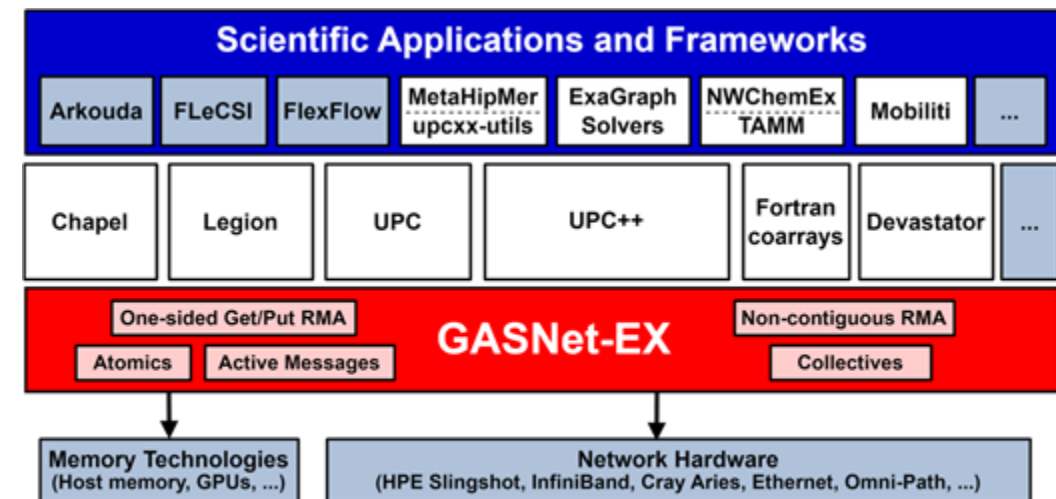 Scientific Applications and Frameworks
Arkouda
FLeCSI
FlexFlow
MetaHipMer
upcxx-utils
ExaGraph
Solvers
NWChemEx
TAMM
Mobiliti
...
Chapel
Legion
UPC
UPC++
Fortran
coarrays
Devastator
...
One-sided Get/Put RMA
Atomics
Active Messages
GASNet-EX
Non-contiguous RMA
Collectives
Memory Technologies
(Host memory, GPUs, ...)
Network Hardware
(HPE Slingshot, InfiniBand, Cray Aries, Ethernet, Omni-Path, ...)